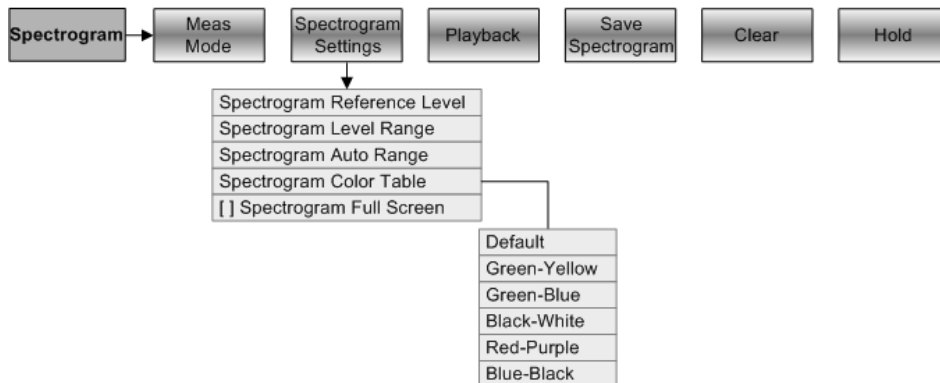 Spectrogram
Meas
Mode
Spectrogram
Settings
Playback
Save
Spectrogram
Clear
Hold
Spectrogram Reference Level
Spectrogram Level Range
Spectrogram Auto Range
Spectrogram Color Table
[ ] Spectrogram Full Screen
Default
Green-Yellow
Green-Blue
Black-White
Red-Purple
Blue-Black